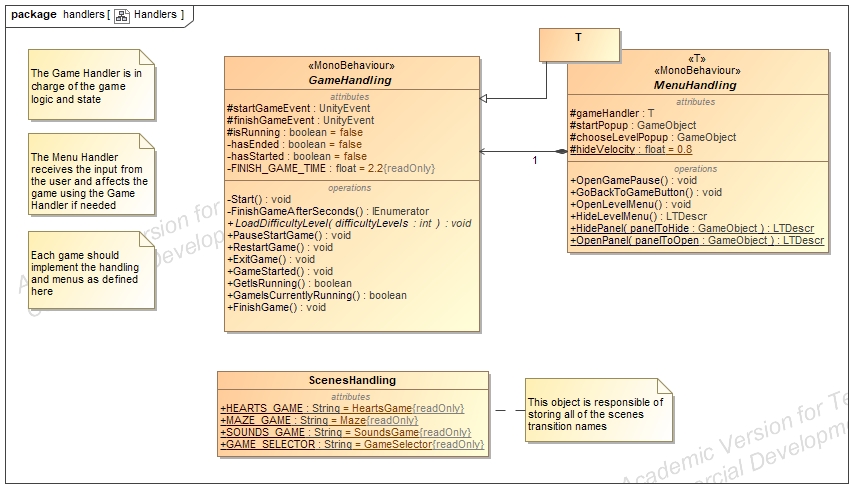 package handlers [ Handlers ]
The Game Handler is in
charge of the game
logic and state
The Menu Handler
receives the input from
the user and affects the
game using the Game
Handler if needed
Each game should
implement the handling
and menus as defined
here
«MonoBehaviour»
GameHandling
attributes
#startGameEvent : UnityEvent
#finishGameEvent : UnityEvent
#isRunning : boolean = false
-hasEnded : boolean = false
-hasStarted : boolean = false
-FINISH_GAME_TIME : float = 2.2{readOnly}
operations
-Start() : void
-FinishGameAfterSeconds() : IEnumerator
+LoadDifficultyLevel( difficultyLevels : int ) : void
+PauseStartGame() : void
+RestartGame() : void
+ExitGame() : void
+GameStarted() : void
+GetIsRunning() : boolean
+GameIsCurrentlyRunning() : boolean
+FinishGame() : void
T
1
«T»
«MonoBehaviour»
MenuHandling
attributes
#gameHandler : T
#startPopup : GameObject
#chooseLevelPopup : GameObject
#hideVelocity : float = 0.8
operations
+OpenGamePause() : void
+GoBackToGameButton() : void
+OpenLevelMenu() : void
+HideLevelMenu() : LTDescr
+HidePanel( panelToHide : GameObject ) : LTDescr
+OpenPanel( panelToOpen : GameObject ) : LTDescr
ScenesHandling
attributes
+HEARTS_GAME : String = HeartsGame{readOnly}
+MAZE_GAME : String = Maze{readOnly}
+SOUNDS_GAME : String = SoundsGame{readOnly}
+GAME_SELECTOR : String = GameSelector{readOnly}
This object is responsible of
storing all of the scenes
transition names
Academic Version for Te
rcial Development